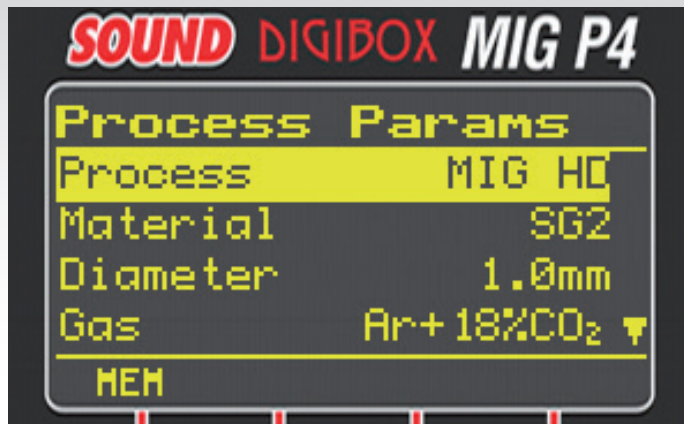 SOUND DIGIBOX MIG P4
Process Params
Process MIG HD
Material SG2
Diameter 1.0mm
Gas Ar+18%CO₂
MEM